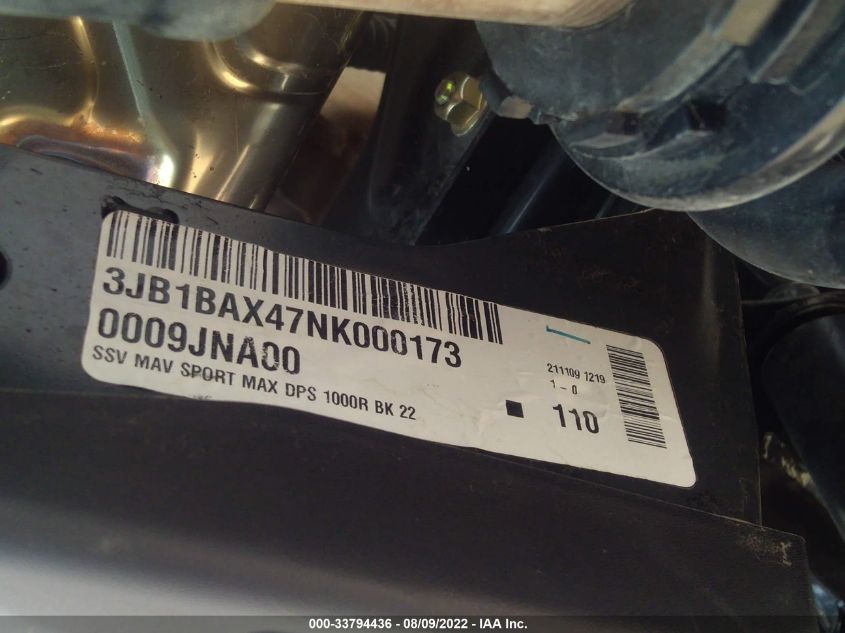 3JB1BAX47NK000173
0009JNA00
SSV MAV SPORT MAX DPS 1000R BK 22
211109 1219
1 - 0
110
000-33794436 - 08/09/2022 - IAA Inc.